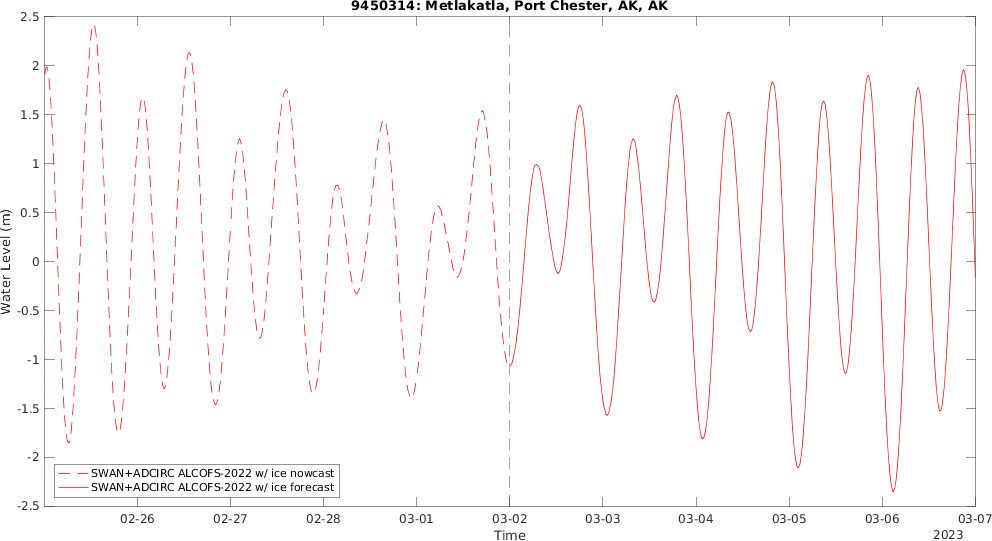 9450314: Metlakatla, Port Chester, AK, AK
Water Level (m)
2.5
2
1.5
1
0.5
0
-0.5
-1
-1.5
-2
-2.5
SWAN+ADCIRC ALCOFS-2022 w/ ice nowcast
SWAN+ADCIRC ALCOFS-2022 w/ ice forecast
02-26 02-27 02-28 03-01 03-02 03-03 03-04 03-05 03-06 03-07
Time
2023